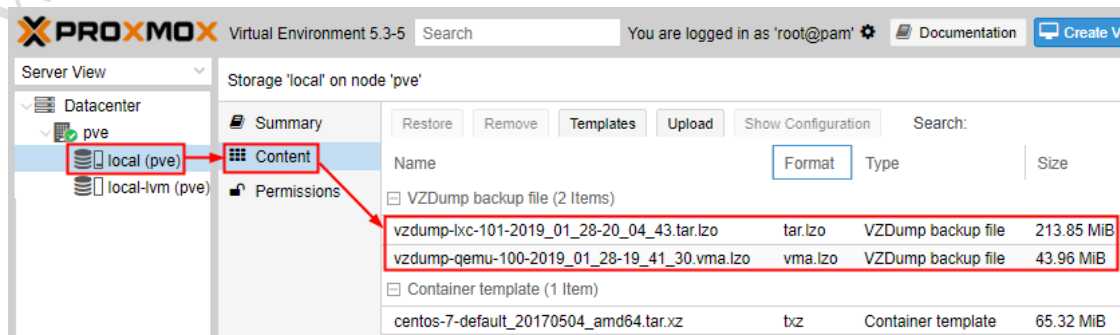 PROXMOX Virtual Environment 5.3-5 Search You are logged in as 'root@pam' Documentation Create V
Server View Storage 'local' on node 'pve'
Datacenter
pve
local (pve)
local-lvm (pve)
Summary
Content
Permissions
Restore Remove Templates Upload Show Configuration Search:
Name Format Type Size
VZDump backup file (2 Items)
vzdump-lxc-101-2019_01_28-20_04_43.tar.lzo tar.lzo VZDump backup file 213.85 MiB
vzdump-qemu-100-2019_01_28-19_41_30.vma.lzo vma.lzo VZDump backup file 43.96 MiB
Container template (1 Item)
centos-7-default_20170504_amd64.tar.xz txz Container template 65.32 MiB